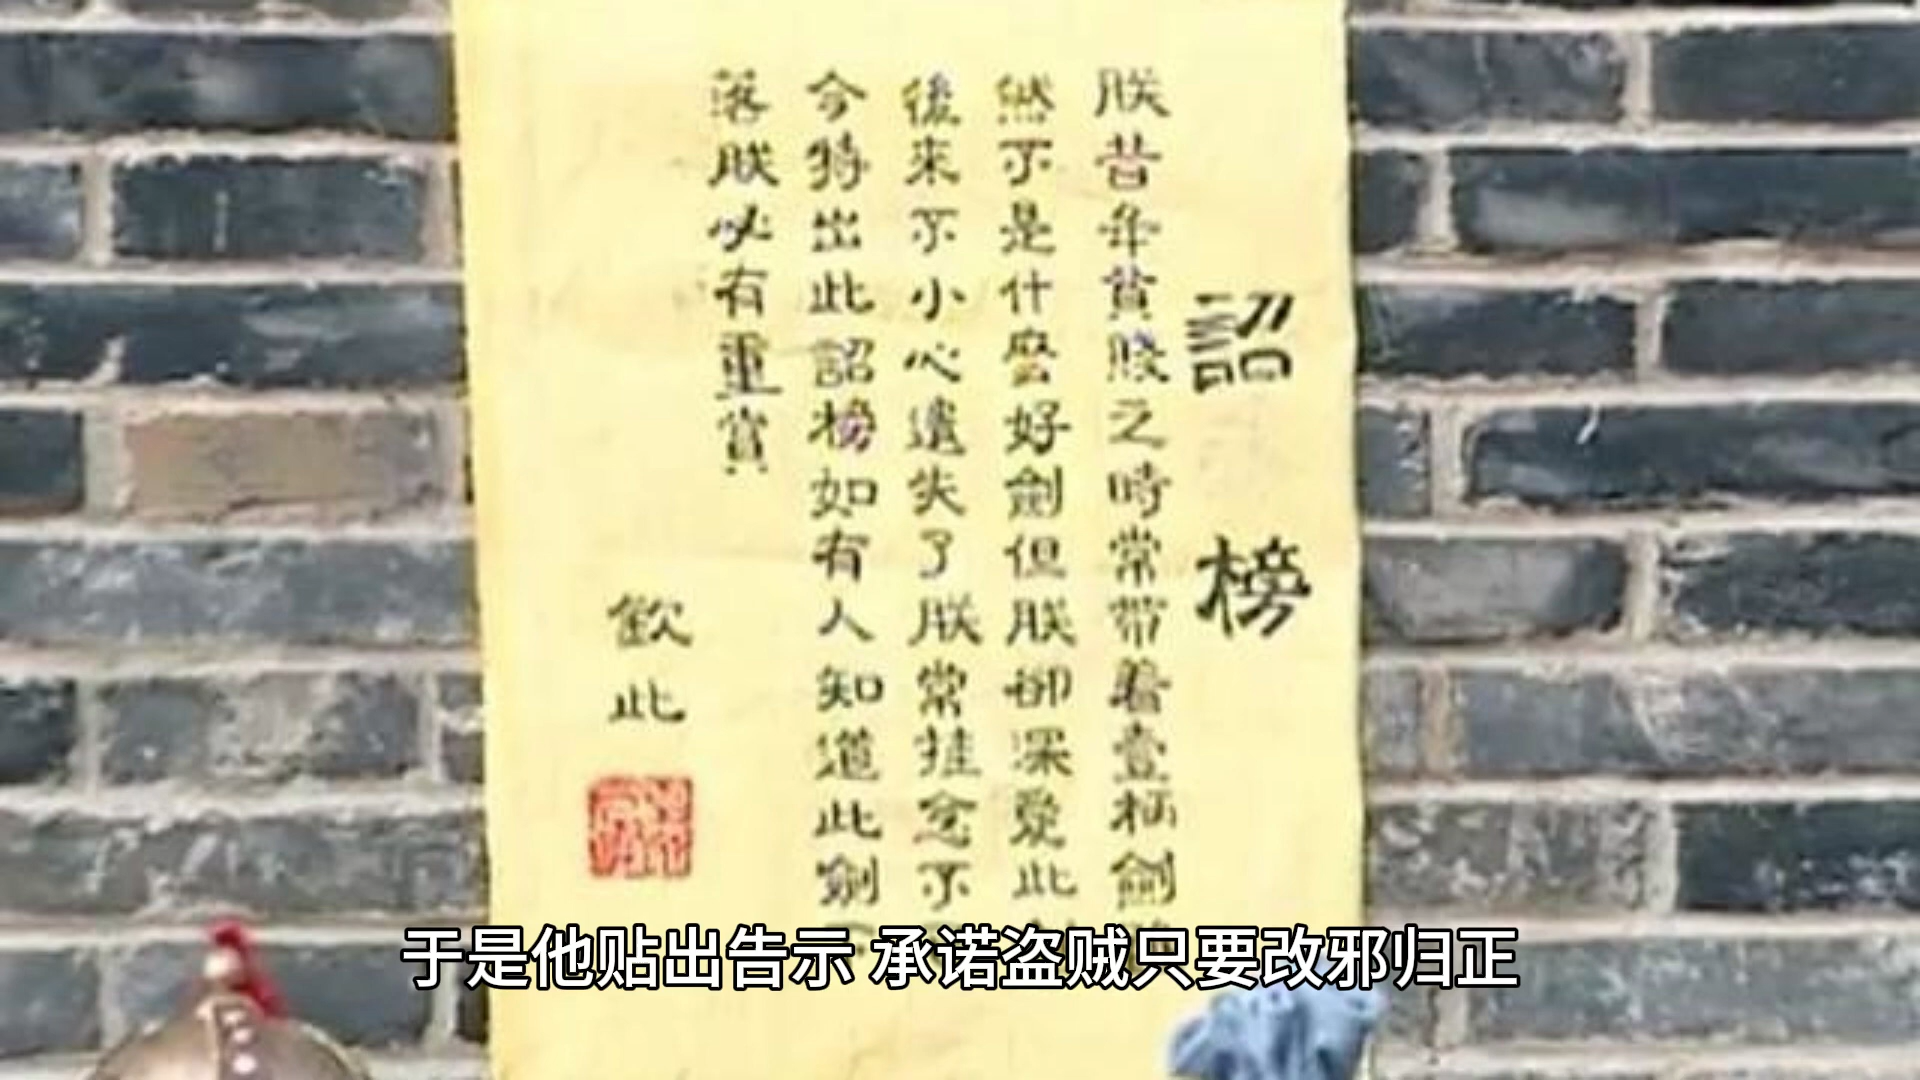 詔榜
朕昔年貧賤之時常带着壹柄劍
然不是什麼好劍但朕卻深愛此
後來不小心遺失了朕常挂念不
今特出此詔榜如有人知道此劍
落朕必有重賞
欽此
于是他贴出告示 承诺盗贼只要改邪归正